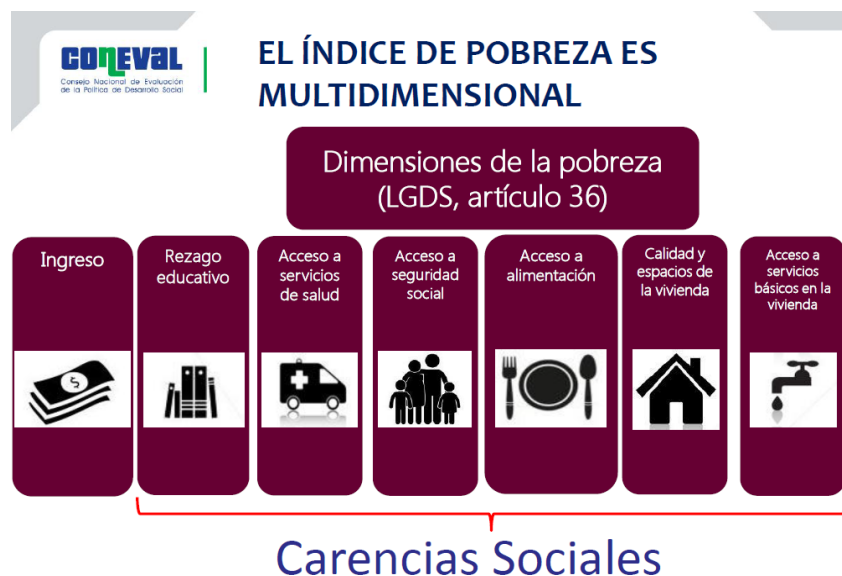 CONEVAL
Consejo Nacional de Evaluación
de la Política de Desarrollo Social
EL ÍNDICE DE POBREZA ES
MULTIDIMENSIONAL
Dimensiones de la pobreza
(LGDS, artículo 36)
Ingreso
Rezago
educativo
Acceso a
servicios
de salud
Acceso a
seguridad
social
Acceso a
alimentación
Calidad y
espacios de
la vivienda
Acceso a
servicios
básicos en la
vivienda
$
Carencias Sociales